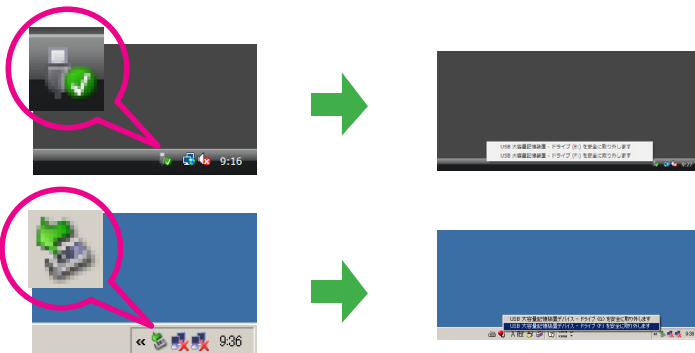 9:16
USB 大容量記憶装置 - ドライブ (E:) を安全に取り外します
USB 大容量記憶装置 - ドライブ (F:) を安全に取り外します
9:27
« 9:36
USB 大容量記憶装置デバイス - ドライブ (G:) を安全に取り外します
USB 大容量記憶装置デバイス - ドライブ (F:) を安全に取り外します
«